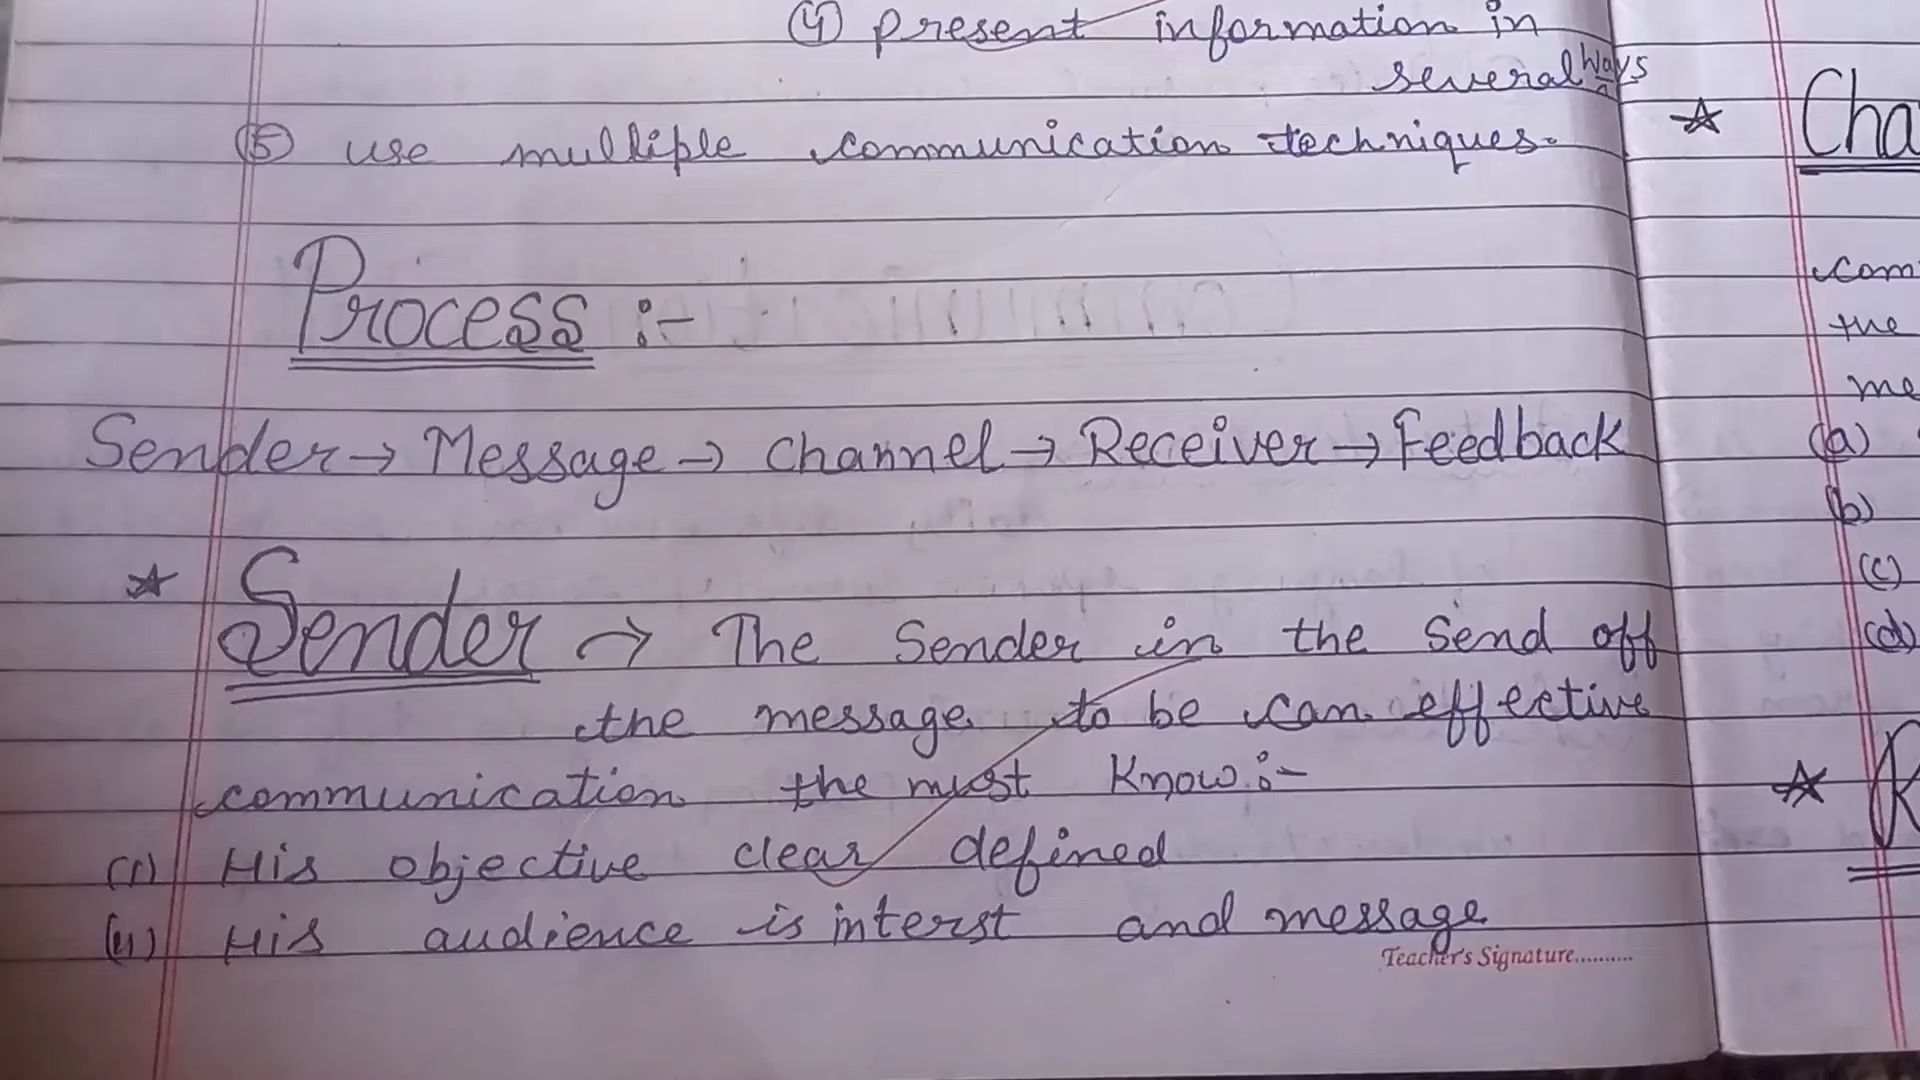 (4) present information in
several ways
(5) use multiple communication techniques.
Process :-
Sender → Message → channel → Receiver → Feedback
☆ Sender → The Sender in the Send off
the message to be can effective
communication the must Know :-
(i) His objective clear defined
(ii) His audience is interst and message
Teacher's Signature..........
☆ Cha
com
the
me
(a)
(b)
(c)
(d)
☆ R